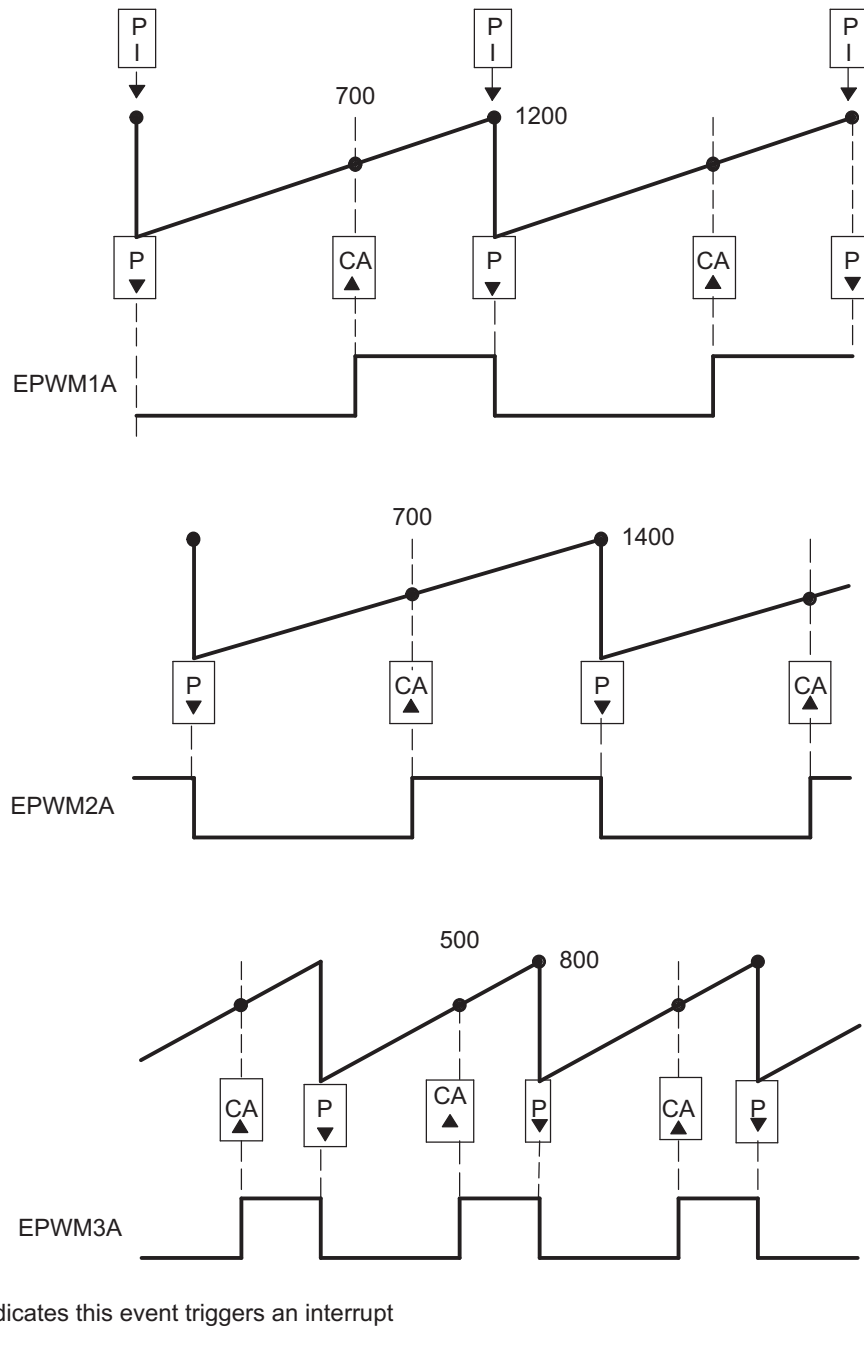 P
I
P
I
P
I
700
1200
P
CA
P
CA
P
EPWM1A
700
1400
P
CA
P
CA
EPWM2A
500
800
CA
P
CA
P
CA
P
EPWM3A
dicates this event triggers an interrupt